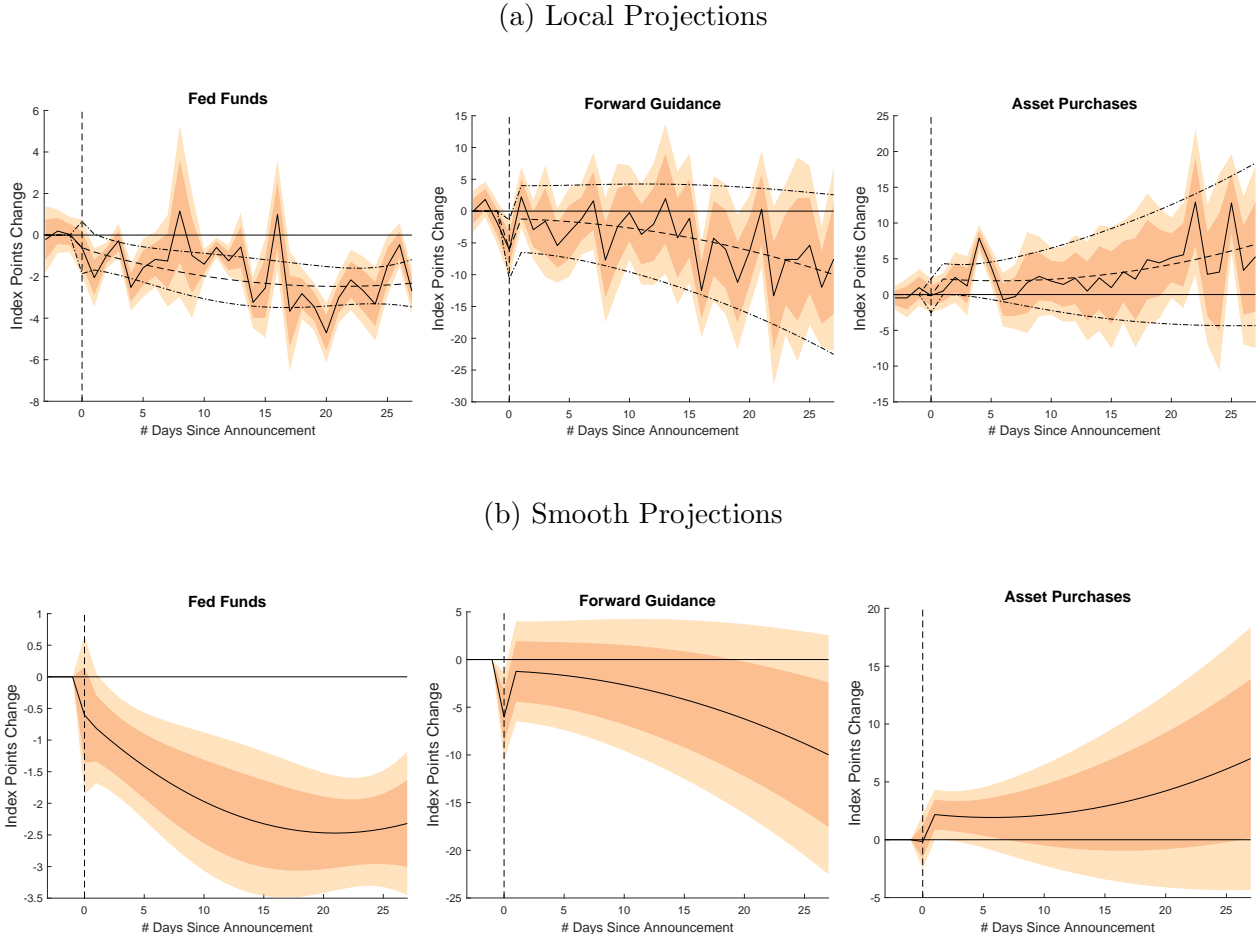 (a) Local Projections
Fed Funds
Index Points Change
6
4
2
0
-2
-4
-6
-8
0 5 10 15 20 25
# Days Since Announcement
Forward Guidance
Index Points Change
15
10
5
0
-5
-10
-15
-20
-25
-30
0 5 10 15 20 25
# Days Since Announcement
Asset Purchases
Index Points Change
25
20
15
10
5
0
-5
-10
-15
0 5 10 15 20 25
# Days Since Announcement
(b) Smooth Projections
Fed Funds
Index Points Change
1
0.5
0
-0.5
-1
-1.5
-2
-2.5
-3
-3.5
0 5 10 15 20 25
# Days Since Announcement
Forward Guidance
Index Points Change
5
0
-5
-10
-15
-20
-25
0 5 10 15 20 25
# Days Since Announcement
Asset Purchases
Index Points Change
20
15
10
5
0
-5
0 5 10 15 20 25
# Days Since Announcement